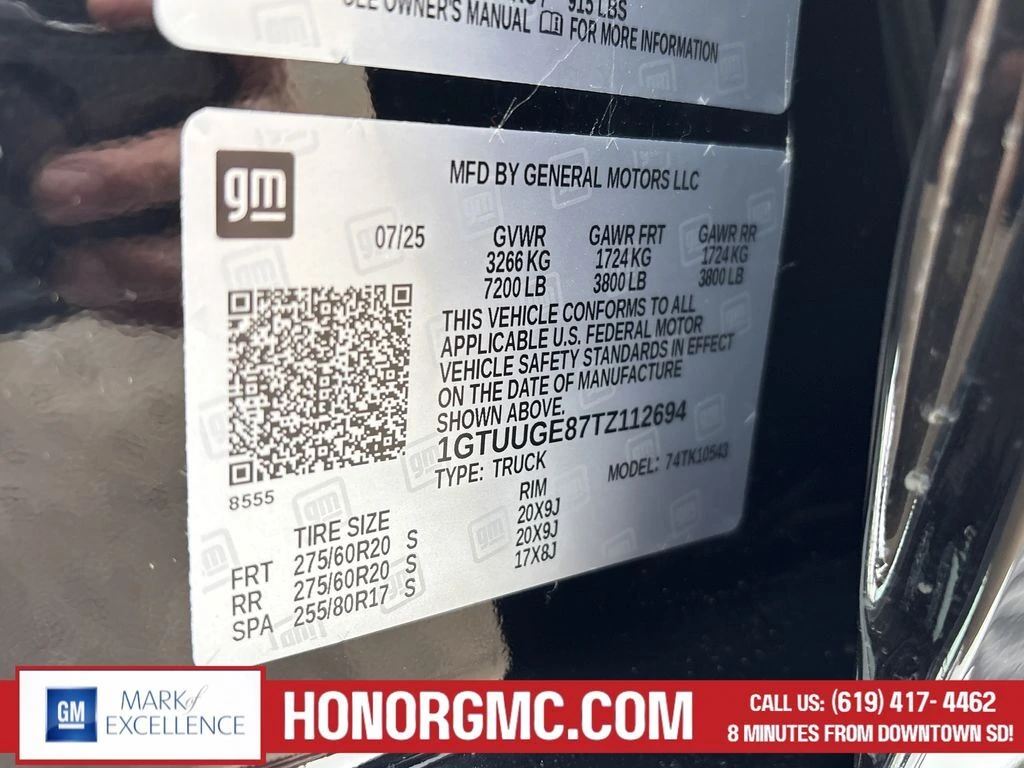 915 LBS
SEE OWNER'S MANUAL FOR MORE INFORMATION
gm
MFD BY GENERAL MOTORS LLC
07/25 GVWR GAWR FRT GAWR RR
3266 KG 1724 KG 1724 KG
7200 LB 3800 LB 3800 LB
THIS VEHICLE CONFORMS TO ALL
APPLICABLE U.S. FEDERAL MOTOR
VEHICLE SAFETY STANDARDS IN EFFECT
ON THE DATE OF MANUFACTURE
SHOWN ABOVE.
1GTUUGE87TZ112694
TYPE: TRUCK MODEL: 74TK10543
8555
TIRE SIZE RIM
FRT 275/60R20 S 20X9J
RR 275/60R20 S 20X9J
SPA 255/80R17 S 17X8J
GM
MARK of
EXCELLENCE
HONORGMC.COM
CALL US: (619) 417- 4462
8 MINUTES FROM DOWNTOWN SD!